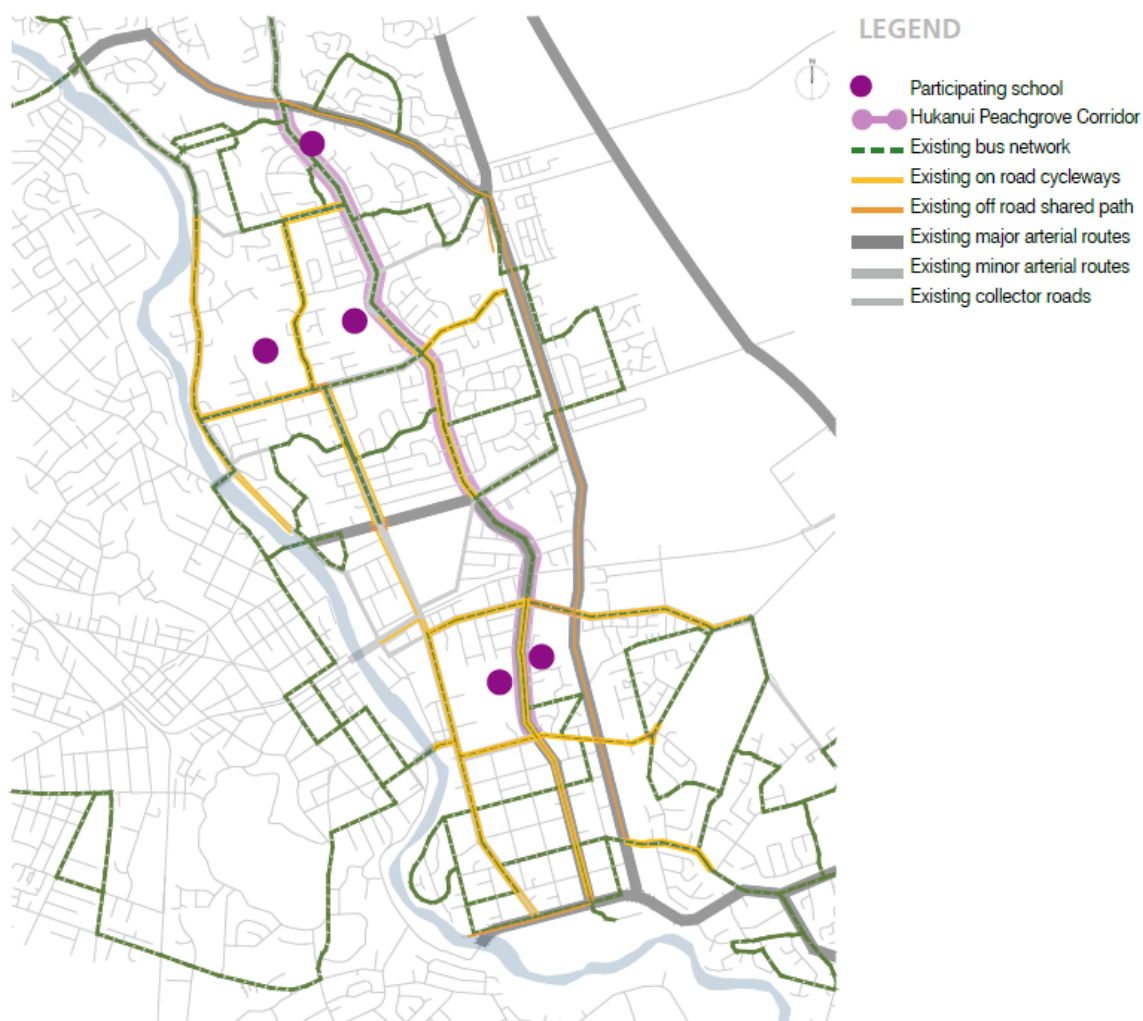 LEGEND
N
Participating school
Hukanui Peachgrove Corridor
Existing bus network
Existing on road cycleways
Existing off road shared path
Existing major arterial routes
Existing minor arterial routes
Existing collector roads